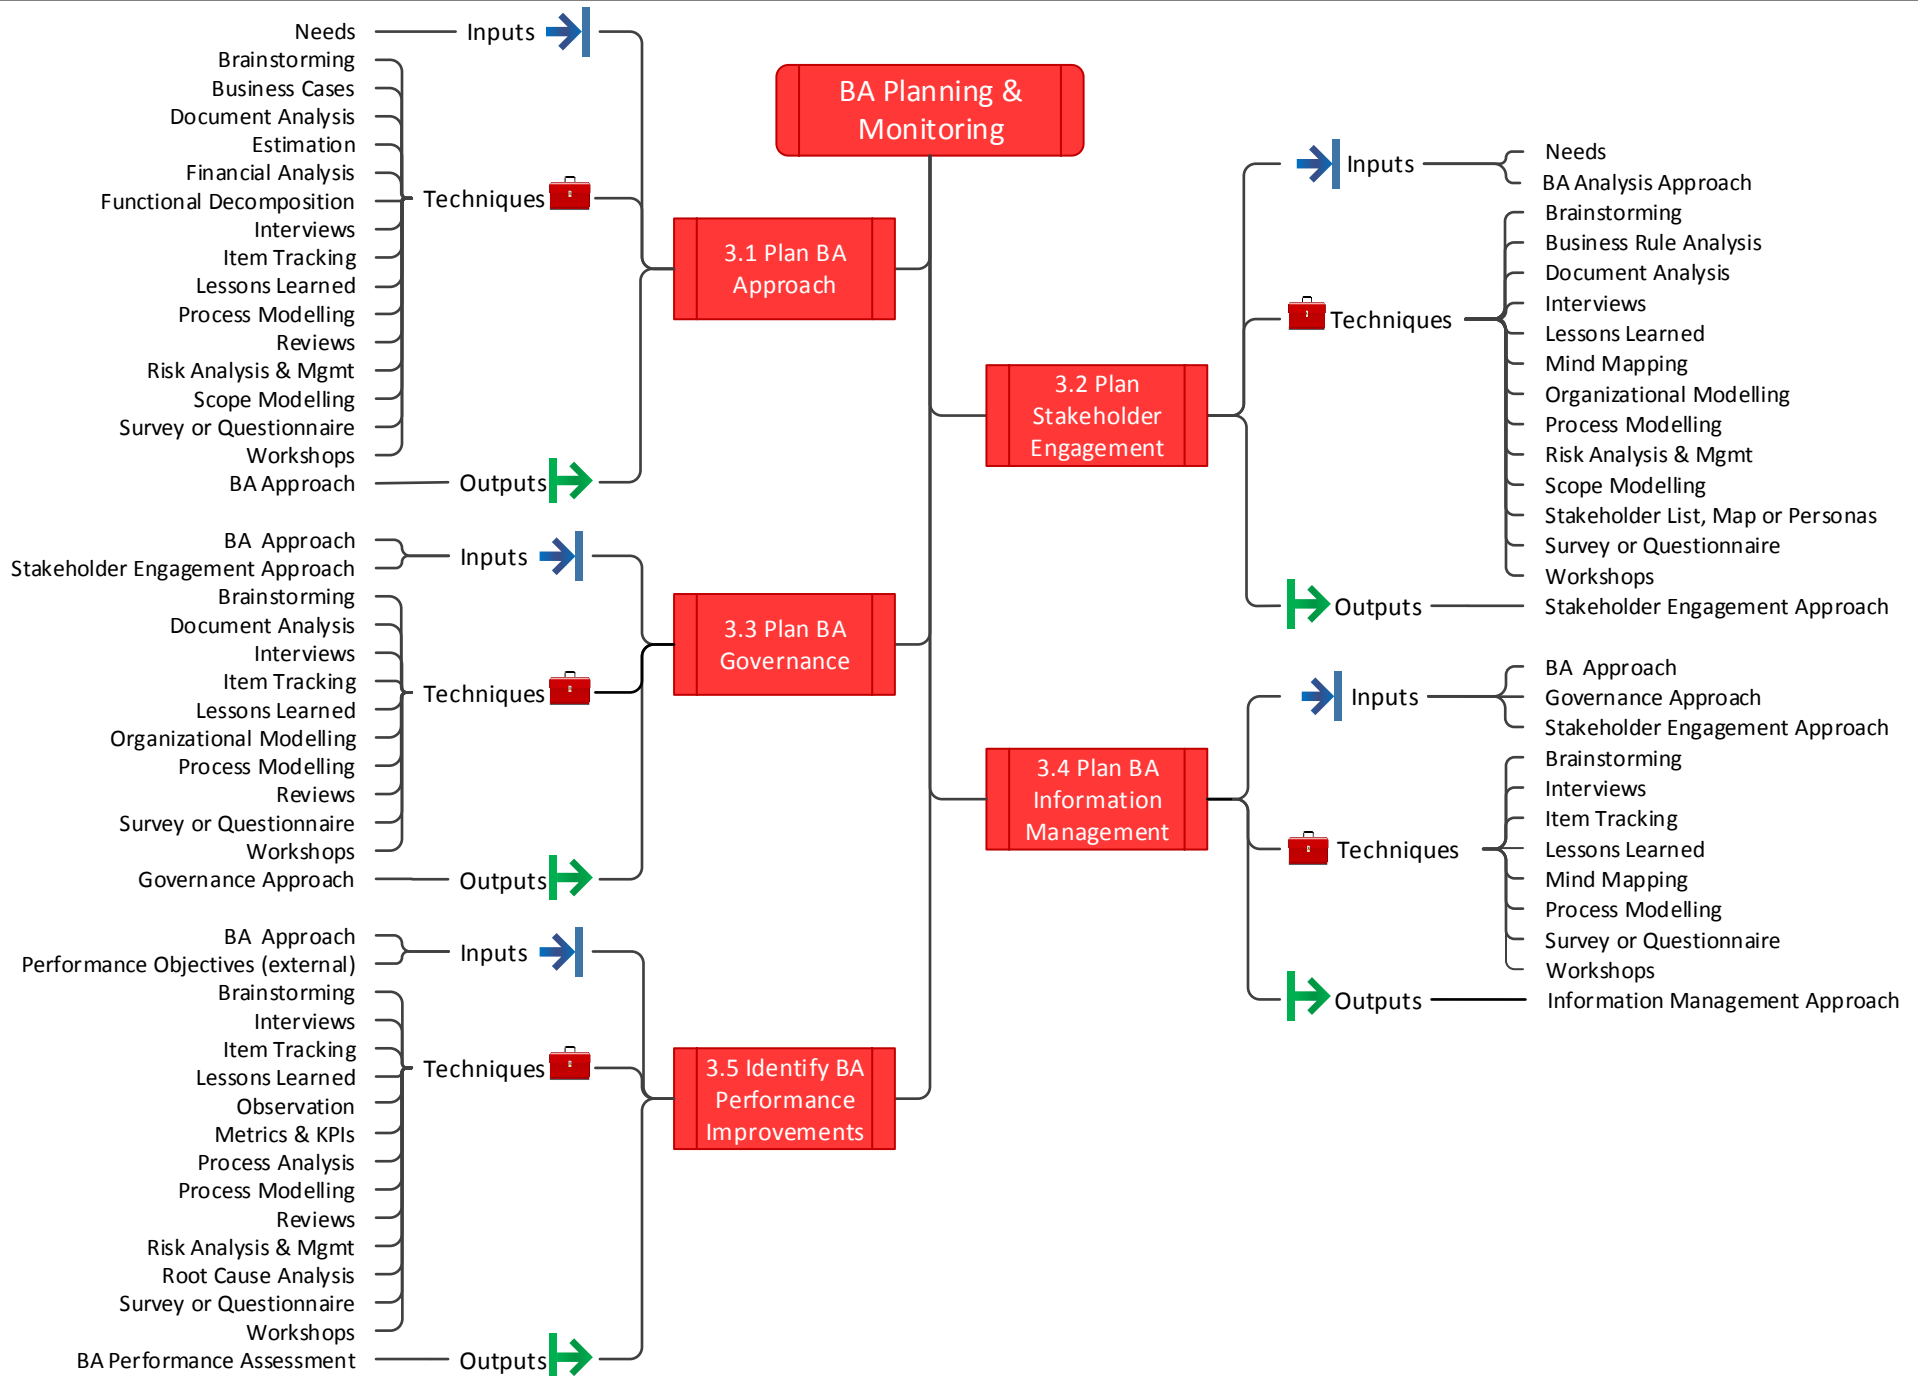 BA Planning &
Monitoring
Needs
Inputs
Brainstorming
Business Cases
Document Analysis
Estimation
Financial Analysis
Functional Decomposition
Interviews
Item Tracking
Lessons Learned
Process Modelling
Reviews
Risk Analysis & Mgmt
Scope Modelling
Survey or Questionnaire
Workshops
Techniques
BA Approach
Outputs
3.1 Plan BA
Approach
Inputs
Needs
BA Analysis Approach
Techniques
Brainstorming
Business Rule Analysis
Document Analysis
Interviews
Lessons Learned
Mind Mapping
Organizational Modelling
Process Modelling
Risk Analysis & Mgmt
Scope Modelling
Stakeholder List, Map or Personas
Survey or Questionnaire
Workshops
Outputs
Stakeholder Engagement Approach
3.2 Plan
Stakeholder
Engagement
BA Approach
Stakeholder Engagement Approach
Inputs
Brainstorming
Document Analysis
Interviews
Item Tracking
Lessons Learned
Organizational Modelling
Process Modelling
Reviews
Survey or Questionnaire
Workshops
Techniques
Governance Approach
Outputs
3.3 Plan BA
Governance
Inputs
BA Approach
Governance Approach
Stakeholder Engagement Approach
Techniques
Brainstorming
Interviews
Item Tracking
Lessons Learned
Mind Mapping
Process Modelling
Survey or Questionnaire
Workshops
Outputs
Information Management Approach
3.4 Plan BA
Information
Management
BA Approach
Performance Objectives (external)
Inputs
Brainstorming
Interviews
Item Tracking
Lessons Learned
Observation
Metrics & KPIs
Process Analysis
Process Modelling
Reviews
Risk Analysis & Mgmt
Root Cause Analysis
Survey or Questionnaire
Workshops
Techniques
BA Performance Assessment
Outputs
3.5 Identify BA
Performance
Improvements